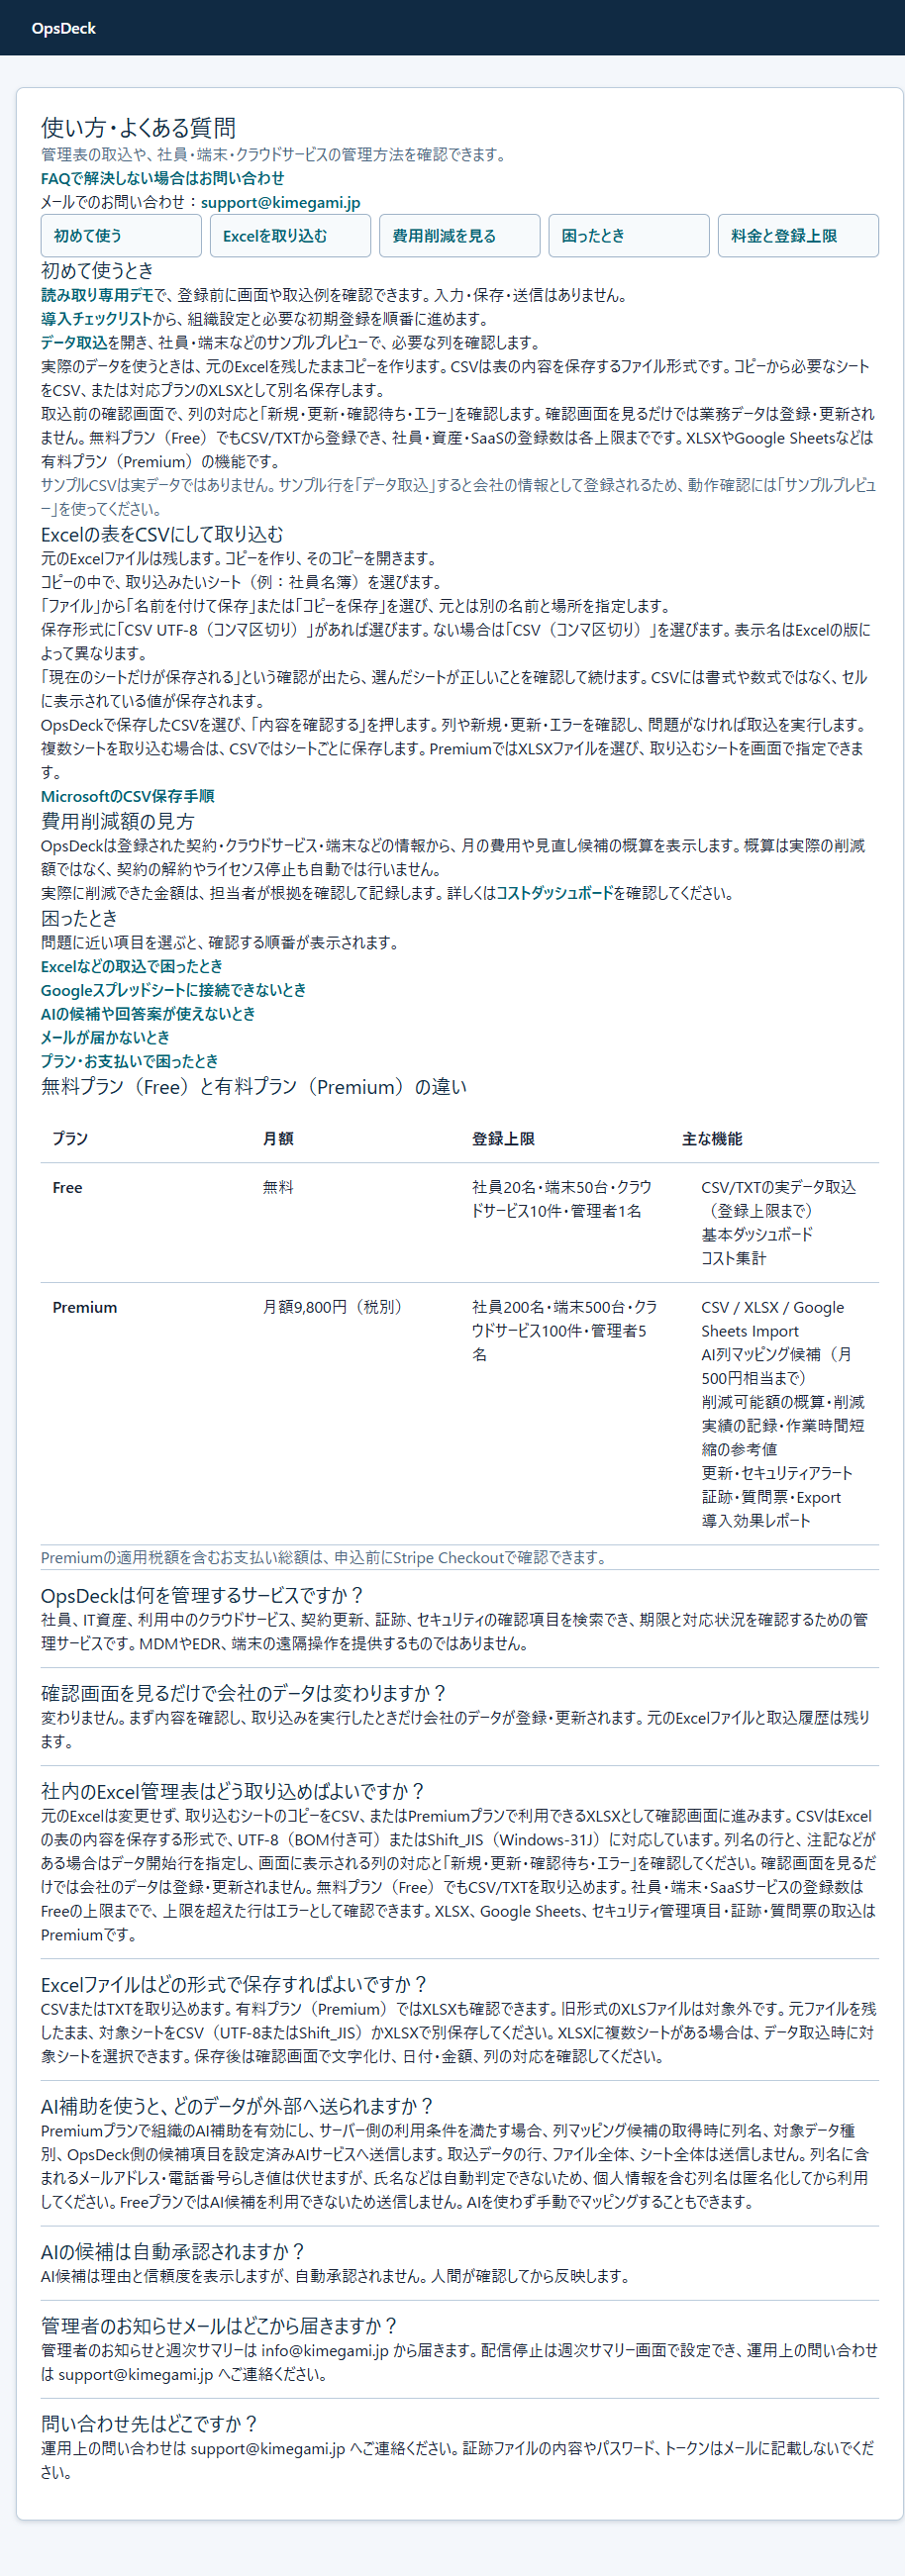 OpsDeck
使い方・よくある質問
管理表の取込や、社員・端末・クラウドサービスの管理方法を確認できます。
FAQで解決しない場合はお問い合わせ
メールでのお問い合わせ：support@kimegami.jp
初めて使う
Excelを取り込む
費用削減を見る
困ったとき
料金と登録上限
初めて使うとき
読み取り専用デモで、登録前に画面や取込例を確認できます。入力・保存・送信はありません。
導入チェックリストから、組織設定と必要な初期登録を順番に進めます。
データ取込を開き、社員・端末などのサンプルプレビューで、必要な列を確認します。
実際のデータを使うときは、元のExcelを残したままコピーを作ります。CSVは表の内容を保存するファイル形式です。コピーから必要なシート
をCSV、または対応プランのXLSXとして別名保存します。
取込前の確認画面で、列の対応と「新規・更新・確認待ち・エラー」を確認します。確認画面を見るだけでは業務データは登録・更新され
ません。無料プラン（Free）でもCSV/TXTから登録でき、社員・資産・SaaSの登録数は各上限までです。XLSXやGoogle Sheetsなどは
有料プラン（Premium）の機能です。
サンプルCSVは実データではありません。サンプル行を「データ取込」すると会社の情報として登録されるため、動作確認には「サンプルプレビュ
ー」を使ってください。
Excelの表をCSVにして取り込む
元のExcelファイルは残します。コピーを作り、そのコピーを開きます。
コピーの中で、取り込みたいシート（例：社員名簿）を選びます。
「ファイル」から「名前を付けて保存」または「コピーを保存」を選び、元とは別の名前と場所を指定します。
保存形式に「CSV UTF-8（コンマ区切り）」があれば選びます。ない場合は「CSV（コンマ区切り）」を選びます。表示名はExcelの版に
よって異なります。
「現在のシートだけが保存される」という確認が出たら、選んだシートが正しいことを確認して続けます。CSVには書式や数式ではなく、セル
に表示されている値が保存されます。
OpsDeckで保存したCSVを選び、「内容を確認する」を押します。列や新規・更新・エラーを確認し、問題がなければ取込を実行します。
複数シートを取り込む場合は、CSVではシートごとに保存します。PremiumではXLSXファイルを選び、取り込むシートを画面で指定できま
す。
MicrosoftのCSV保存手順
費用削減額の見方
OpsDeckは登録された契約・クラウドサービス・端末などの情報から、月の費用や見直し候補の概算を表示します。概算は実際の削減
額ではなく、契約の解約やライセンス停止も自動では行いません。
実際に削減できた金額は、担当者が根拠を確認して記録します。詳しくはコストダッシュボードを確認してください。
困ったとき
問題に近い項目を選ぶと、確認する順番が表示されます。
Excelなどの取込で困ったとき
Googleスプレッドシートに接続できないとき
AIの候補や回答案が使えないとき
メールが届かないとき
プラン・お支払いで困ったとき
無料プラン（Free）と有料プラン（Premium）の違い
プラン 月額 登録上限 主な機能
Free 無料 社員20名・端末50台・クラウ
ドサービス10件・管理者1名
CSV/TXTの実データ取込
（登録上限まで）
基本ダッシュボード
コスト集計
Premium 月額9,800円（税別） 社員200名・端末500台・クラ
ウドサービス100件・管理者5
名
CSV / XLSX / Google
Sheets Import
AI列マッピング候補（月
500円相当まで）
削減可能額の概算・削減
実績の記録・作業時間短
縮の参考値
更新・セキュリティアラート
証跡・質問票・Export
導入効果レポート
Premiumの適用税額を含むお支払い総額は、申込前にStripe Checkoutで確認できます。
OpsDeckは何を管理するサービスですか？
社員、IT資産、利用中のクラウドサービス、契約更新、証跡、セキュリティの確認項目を検索でき、期限と対応状況を確認するための管
理サービスです。MDMやEDR、端末の遠隔操作を提供するものではありません。
確認画面を見るだけで会社のデータは変わりますか？
変わりません。まず内容を確認し、取り込みを実行したときだけ会社のデータが登録・更新されます。元のExcelファイルと取込履歴は残り
ます。
社内のExcel管理表はどう取り込めばよいですか？
元のExcelは変更せず、取り込むシートのコピーをCSV、またはPremiumプランで利用できるXLSXとして確認画面に進みます。CSVはExcel
の表の内容を保存する形式で、UTF-8（BOM付き可）またはShift_JIS（Windows-31J）に対応しています。列名の行と、注記などが
ある場合はデータ開始行を指定し、画面に表示される列の対応と「新規・更新・確認待ち・エラー」を確認してください。確認画面を見るだ
けでは会社のデータは登録・更新されません。無料プラン（Free）でもCSV/TXTを取り込めます。社員・端末・SaaSサービスの登録数は
Freeの上限までで、上限を超えた行はエラーとして確認できます。XLSX、Google Sheets、セキュリティ管理項目・証跡・質問票の取込は
Premiumです。
Excelファイルはどの形式で保存すればよいですか？
CSVまたはTXTを取り込めます。有料プラン（Premium）ではXLSXも確認できます。旧形式のXLSファイルは対象外です。元ファイルを残
したまま、対象シートをCSV（UTF-8またはShift_JIS）かXLSXで別保存してください。XLSXに複数シートがある場合は、データ取込時に対
象シートを選択できます。保存後は確認画面で文字化け、日付・金額、列の対応を確認してください。
AI補助を使うと、どのデータが外部へ送られますか？
Premiumプランで組織のAI補助を有効にし、サーバー側の利用条件を満たす場合、列マッピング候補の取得時に列名、対象データ種
別、OpsDeck側の候補項目を設定済みAIサービスへ送信します。取込データの行、ファイル全体、シート全体は送信しません。列名に含
まれるメールアドレス・電話番号らしき値は伏せますが、氏名などは自動判定できないため、個人情報を含む列名は匿名化してから利用
してください。FreeプランではAI候補を利用できないため送信しません。AIを使わず手動でマッピングすることもできます。
AIの候補は自動承認されますか？
AI候補は理由と信頼度を表示しますが、自動承認されません。人間が確認してから反映します。
管理者のお知らせメールはどこから届きますか？
管理者のお知らせと週次サマリーは info@kimegami.jp から届きます。配信停止は週次サマリー画面で設定でき、運用上の問い合わせ
は support@kimegami.jp へご連絡ください。
問い合わせ先はどこですか？
運用上の問い合わせは support@kimegami.jp へご連絡ください。証跡ファイルの内容やパスワード、トークンはメールに記載しないでくだ
さい。